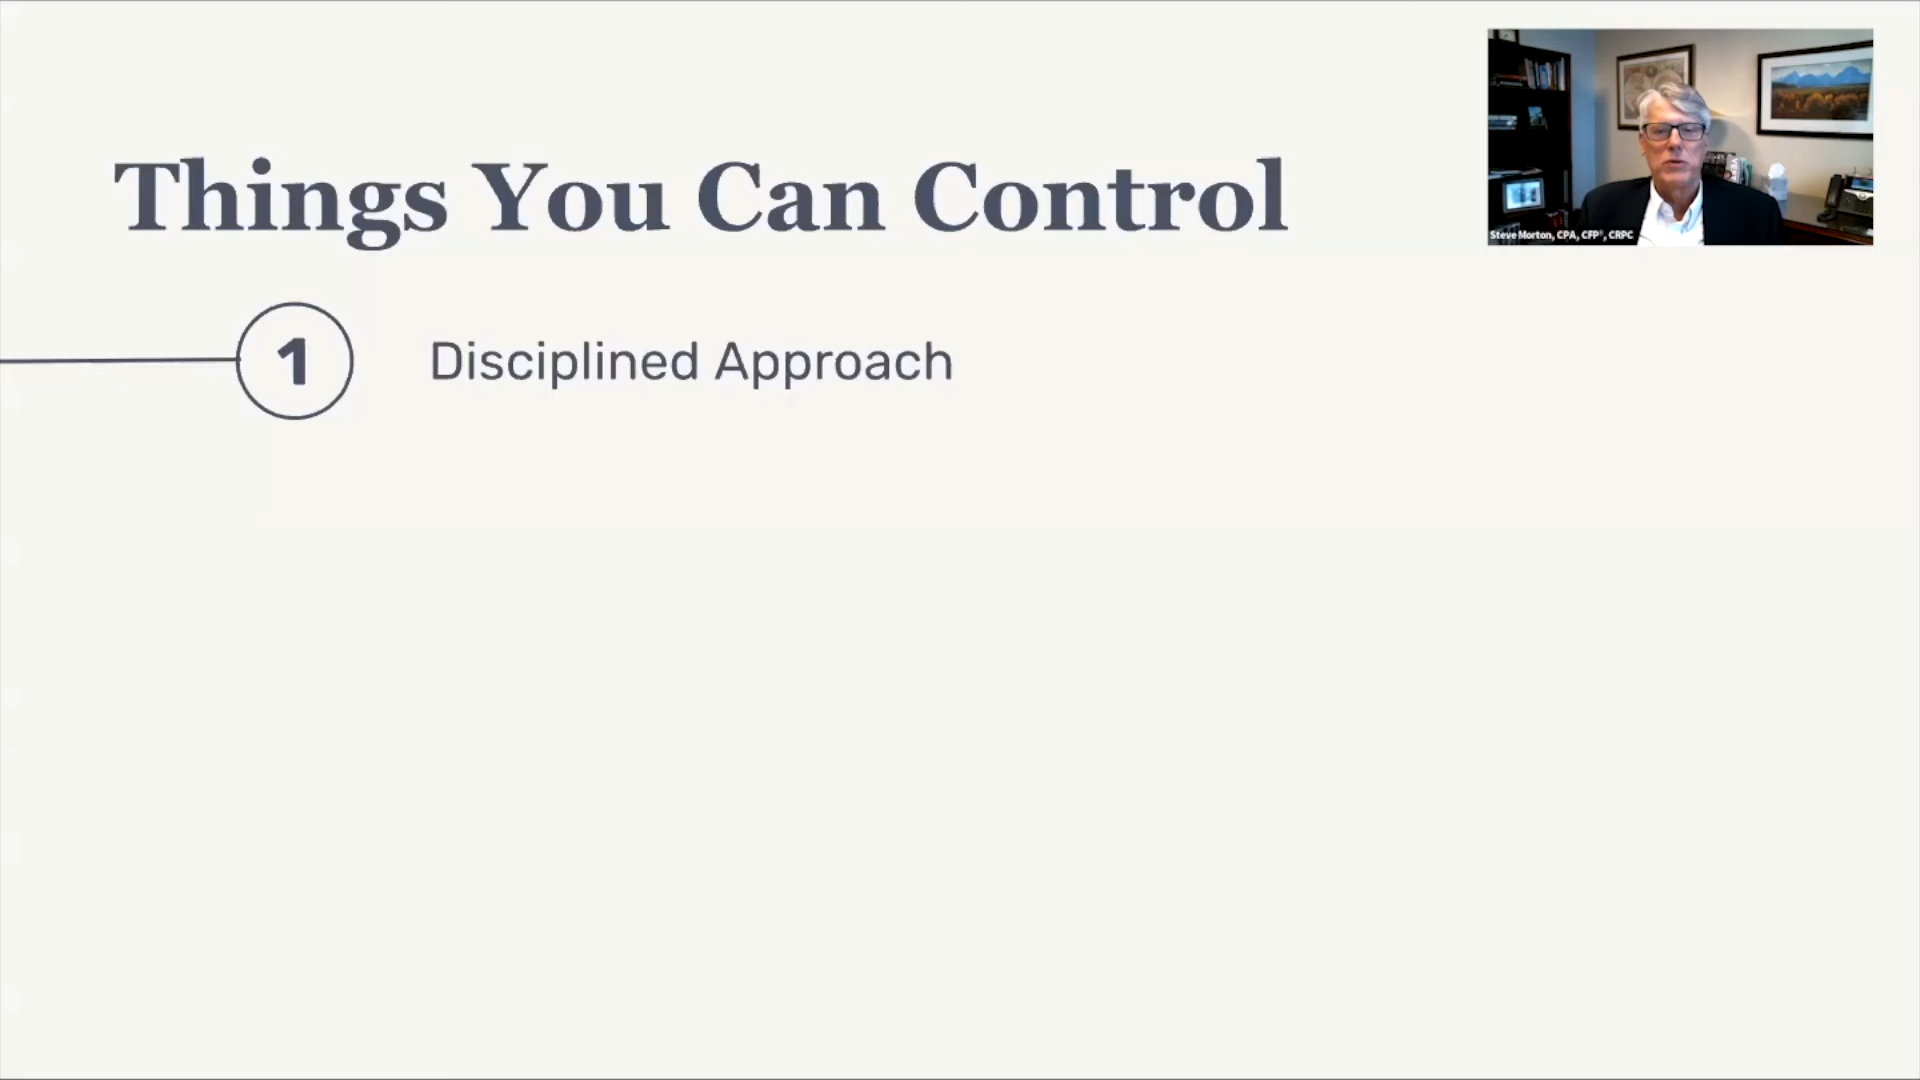 Things You Can Control
1
Disciplined Approach
Steve Morton, CPA, CFP®, CRPC